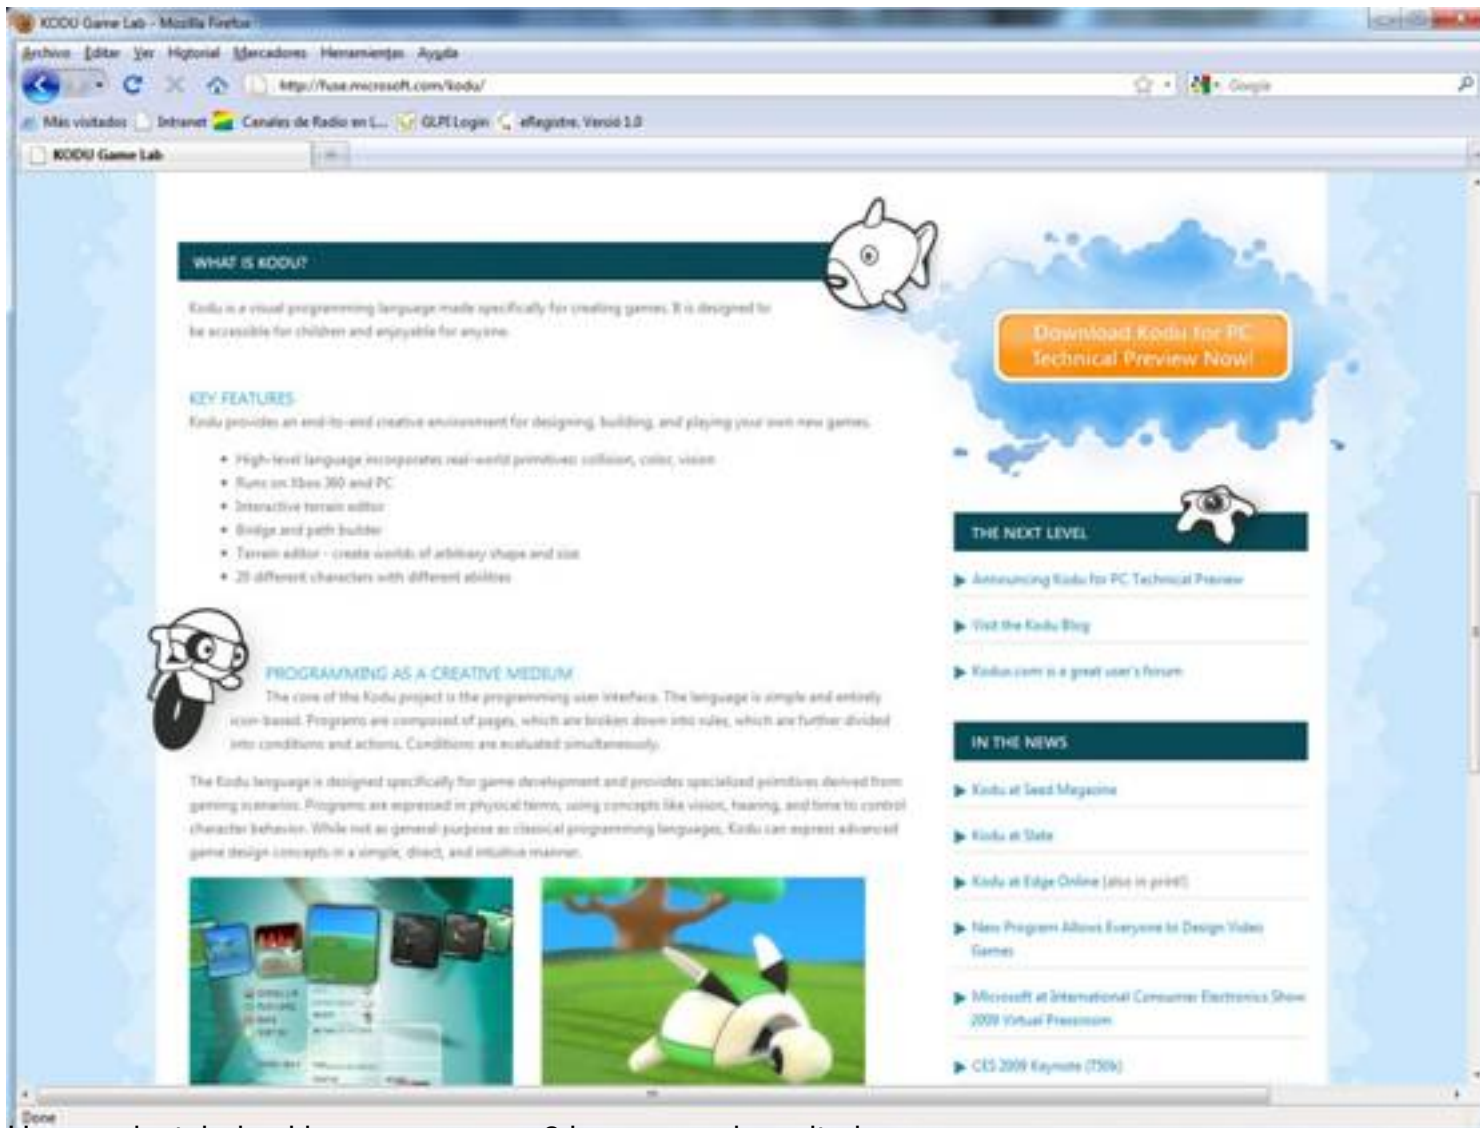 KODU Game Lab - Mozilla Firefox
Archivo Editar Ver Historial Marcadores Herramientas Ayuda
http://fuse.microsoft.com/kodu/
Google
Más visitados Intranet Canales de Radio en L... GLPI Login eRegistre, Versió 1.0
KODU Game Lab
WHAT IS KODU?
Kodu is a visual programming language made specifically for creating games. It is designed to
be accessible for children and enjoyable for anyone.
KEY FEATURES
Kodu provides an end-to-end creative environment for designing, building, and playing your own new games.
• High-level language incorporates real-world primitives: collision, color, vision
• Runs on Xbox 360 and PC
• Interactive terrain editor
• Bridge and path builder
• Terrain editor - create worlds of arbitrary shape and size
• 20 different characters with different abilities
PROGRAMMING AS A CREATIVE MEDIUM
The core of the Kodu project is the programming user interface. The language is simple and entirely
icon-based. Programs are composed of pages, which are broken down into rules, which are further divided
into conditions and actions. Conditions are evaluated simultaneously.
The Kodu language is designed specifically for game development and provides specialized primitives derived from
gaming scenarios. Programs are expressed in physical terms, using concepts like vision, hearing, and time to control
character behavior. While not as general-purpose as classical programming languages, Kodu can express advanced
game design concepts in a simple, direct, and intuitive manner.
Download Kodu for PC
Technical Preview Now!
THE NEXT LEVEL
Announcing Kodu for PC Technical Preview
Visit the Kodu Blog
Kodux.com is a great user's forum
IN THE NEWS
Kodu at Seed Magazine
Kodu at Slate
Kodu at Edge Online (also in print!)
New Program Allows Everyone to Design Video
Games
Microsoft at International Consumer Electronics Show
2009 Virtual Pressroom
CES 2009 Keynote (750k)
Done